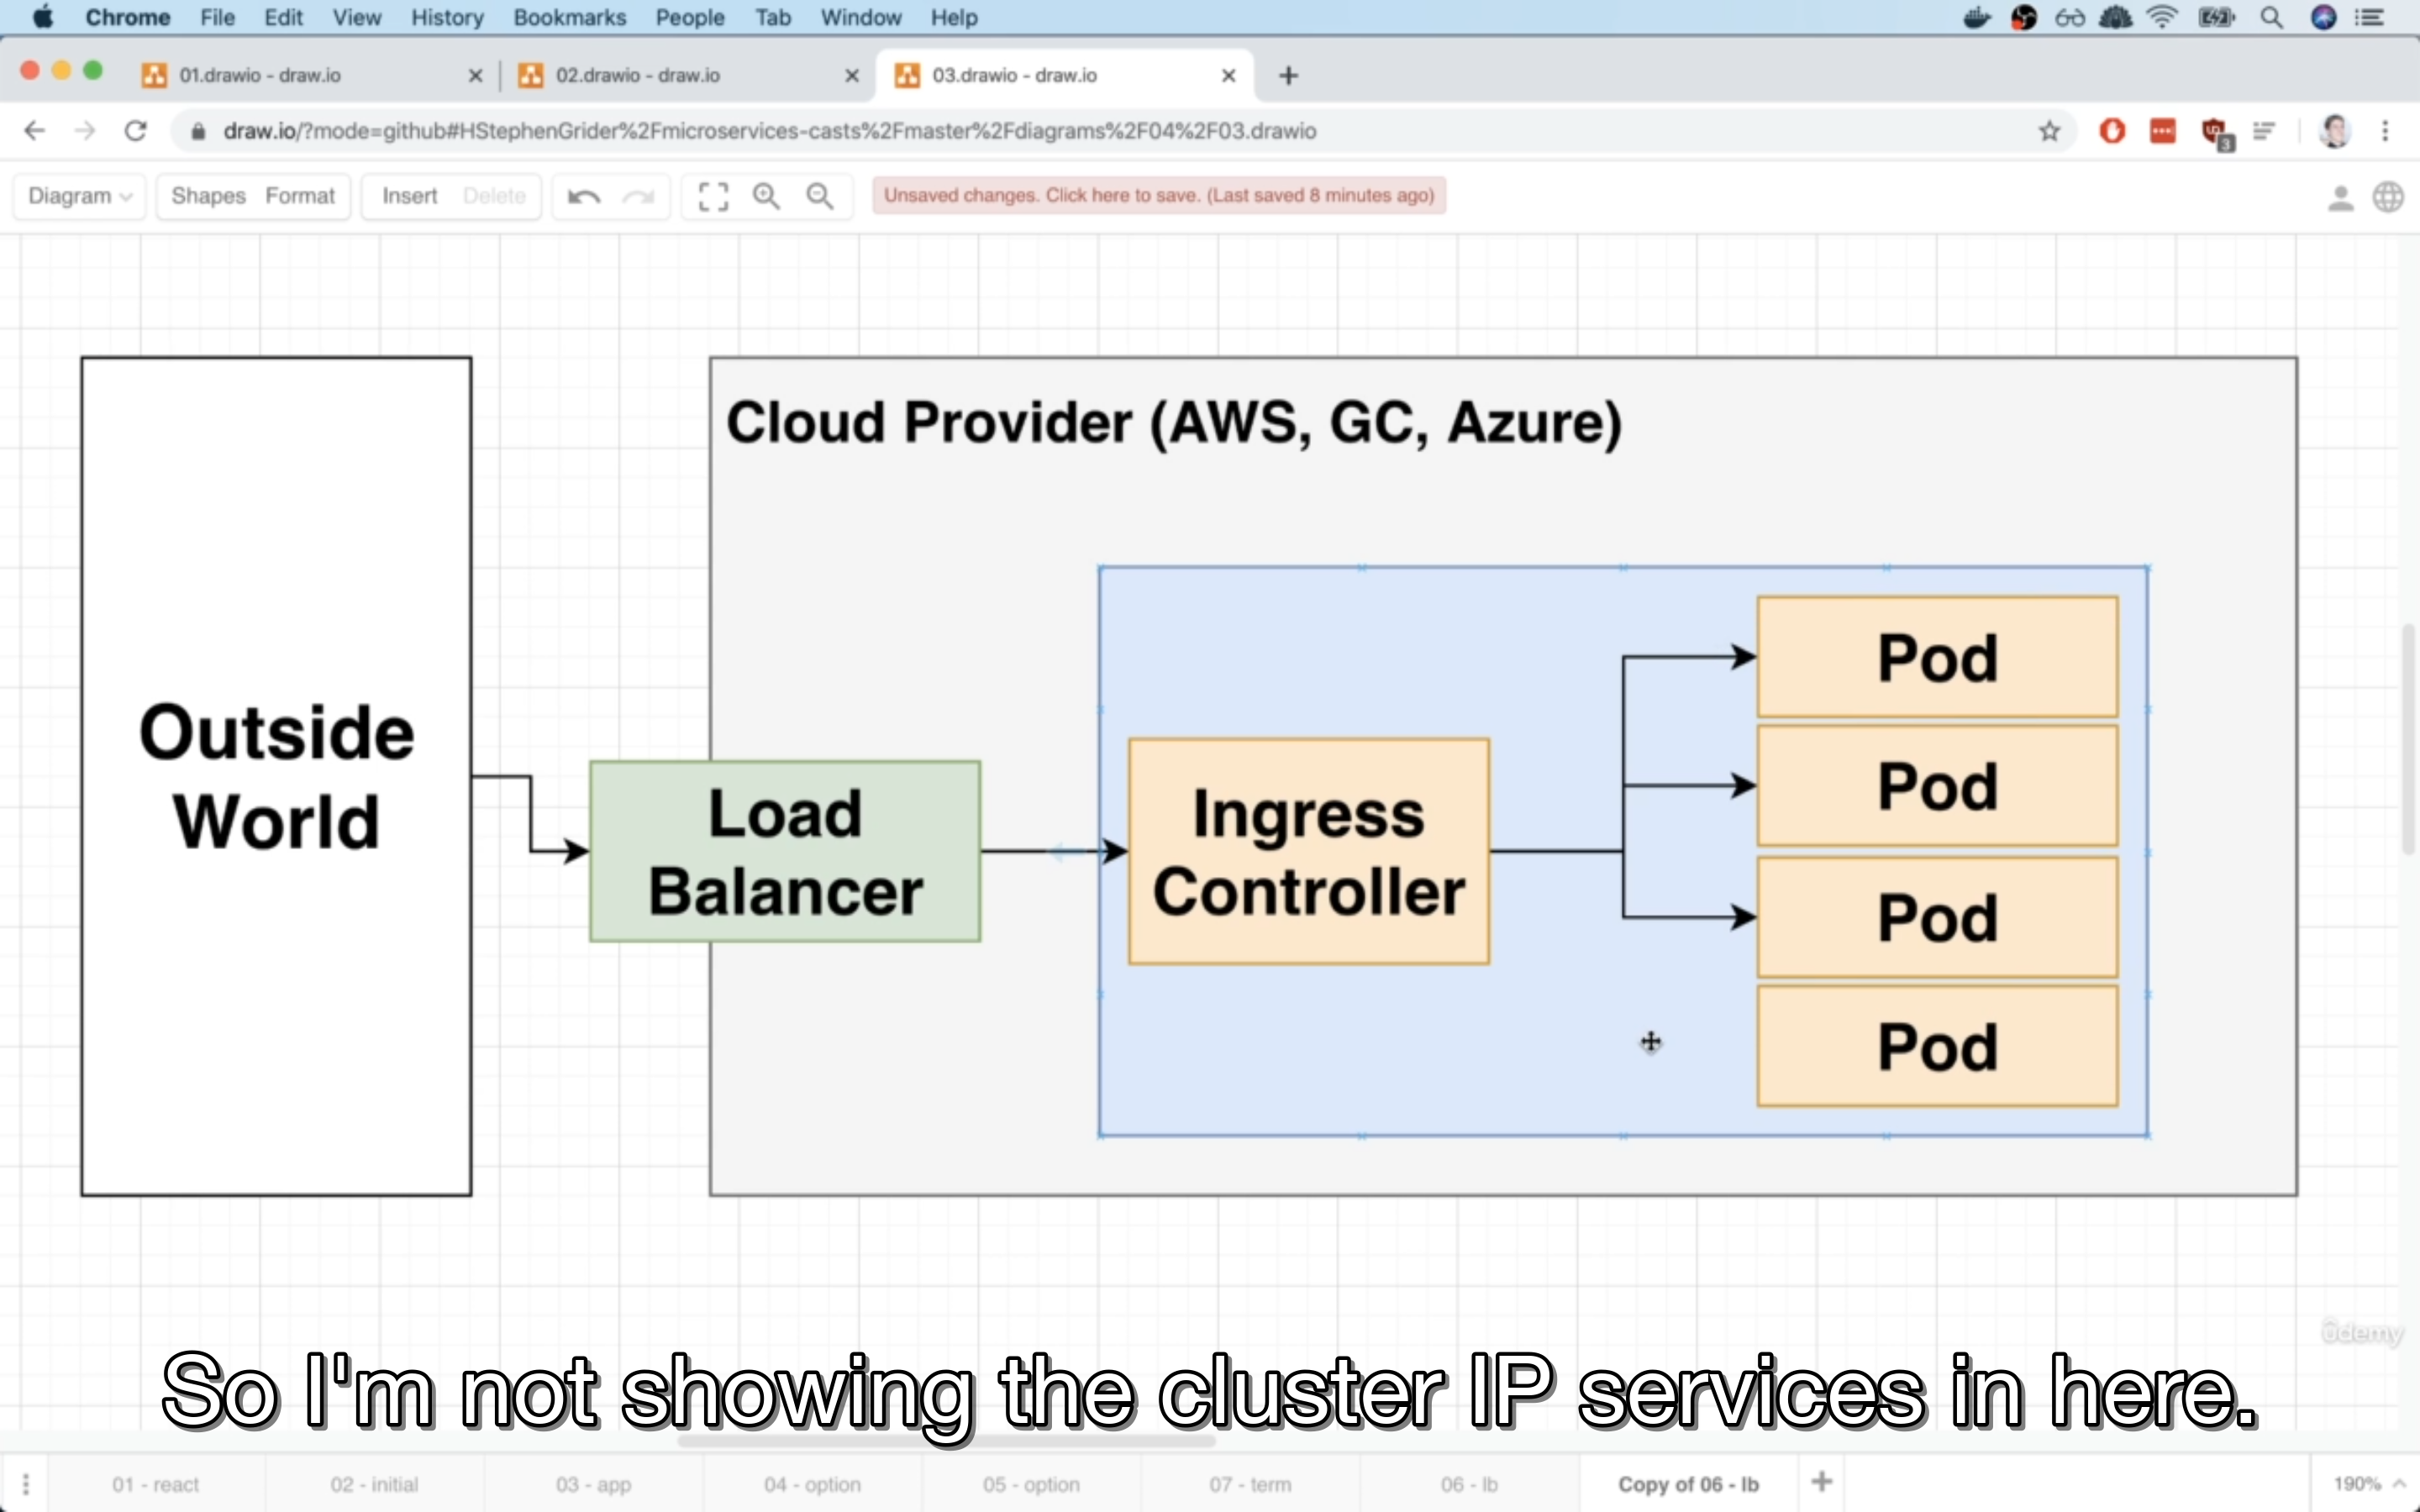 Chrome File Edit View History Bookmarks People Tab Window Help
01.drawio - draw.io
02.drawio - draw.io
03.drawio - draw.io
draw.io/?mode=github#HStephenGrider%2Fmicroservices-casts%2Fmaster%2Fdiagrams%2F04%2F03.drawio
3
Diagram Shapes Format Insert Delete Unsaved changes. Click here to save. (Last saved 8 minutes ago)
Cloud Provider (AWS, GC, Azure)
Outside
World
Load
Balancer
Ingress
Controller
Pod
Pod
Pod
Pod
ûdemy
So I'm not showing the cluster IP services in here.
01 - react 02 - initial 03 - app 04 - option 05 - option 07 - term 06 - lb Copy of 06 - lb 190%